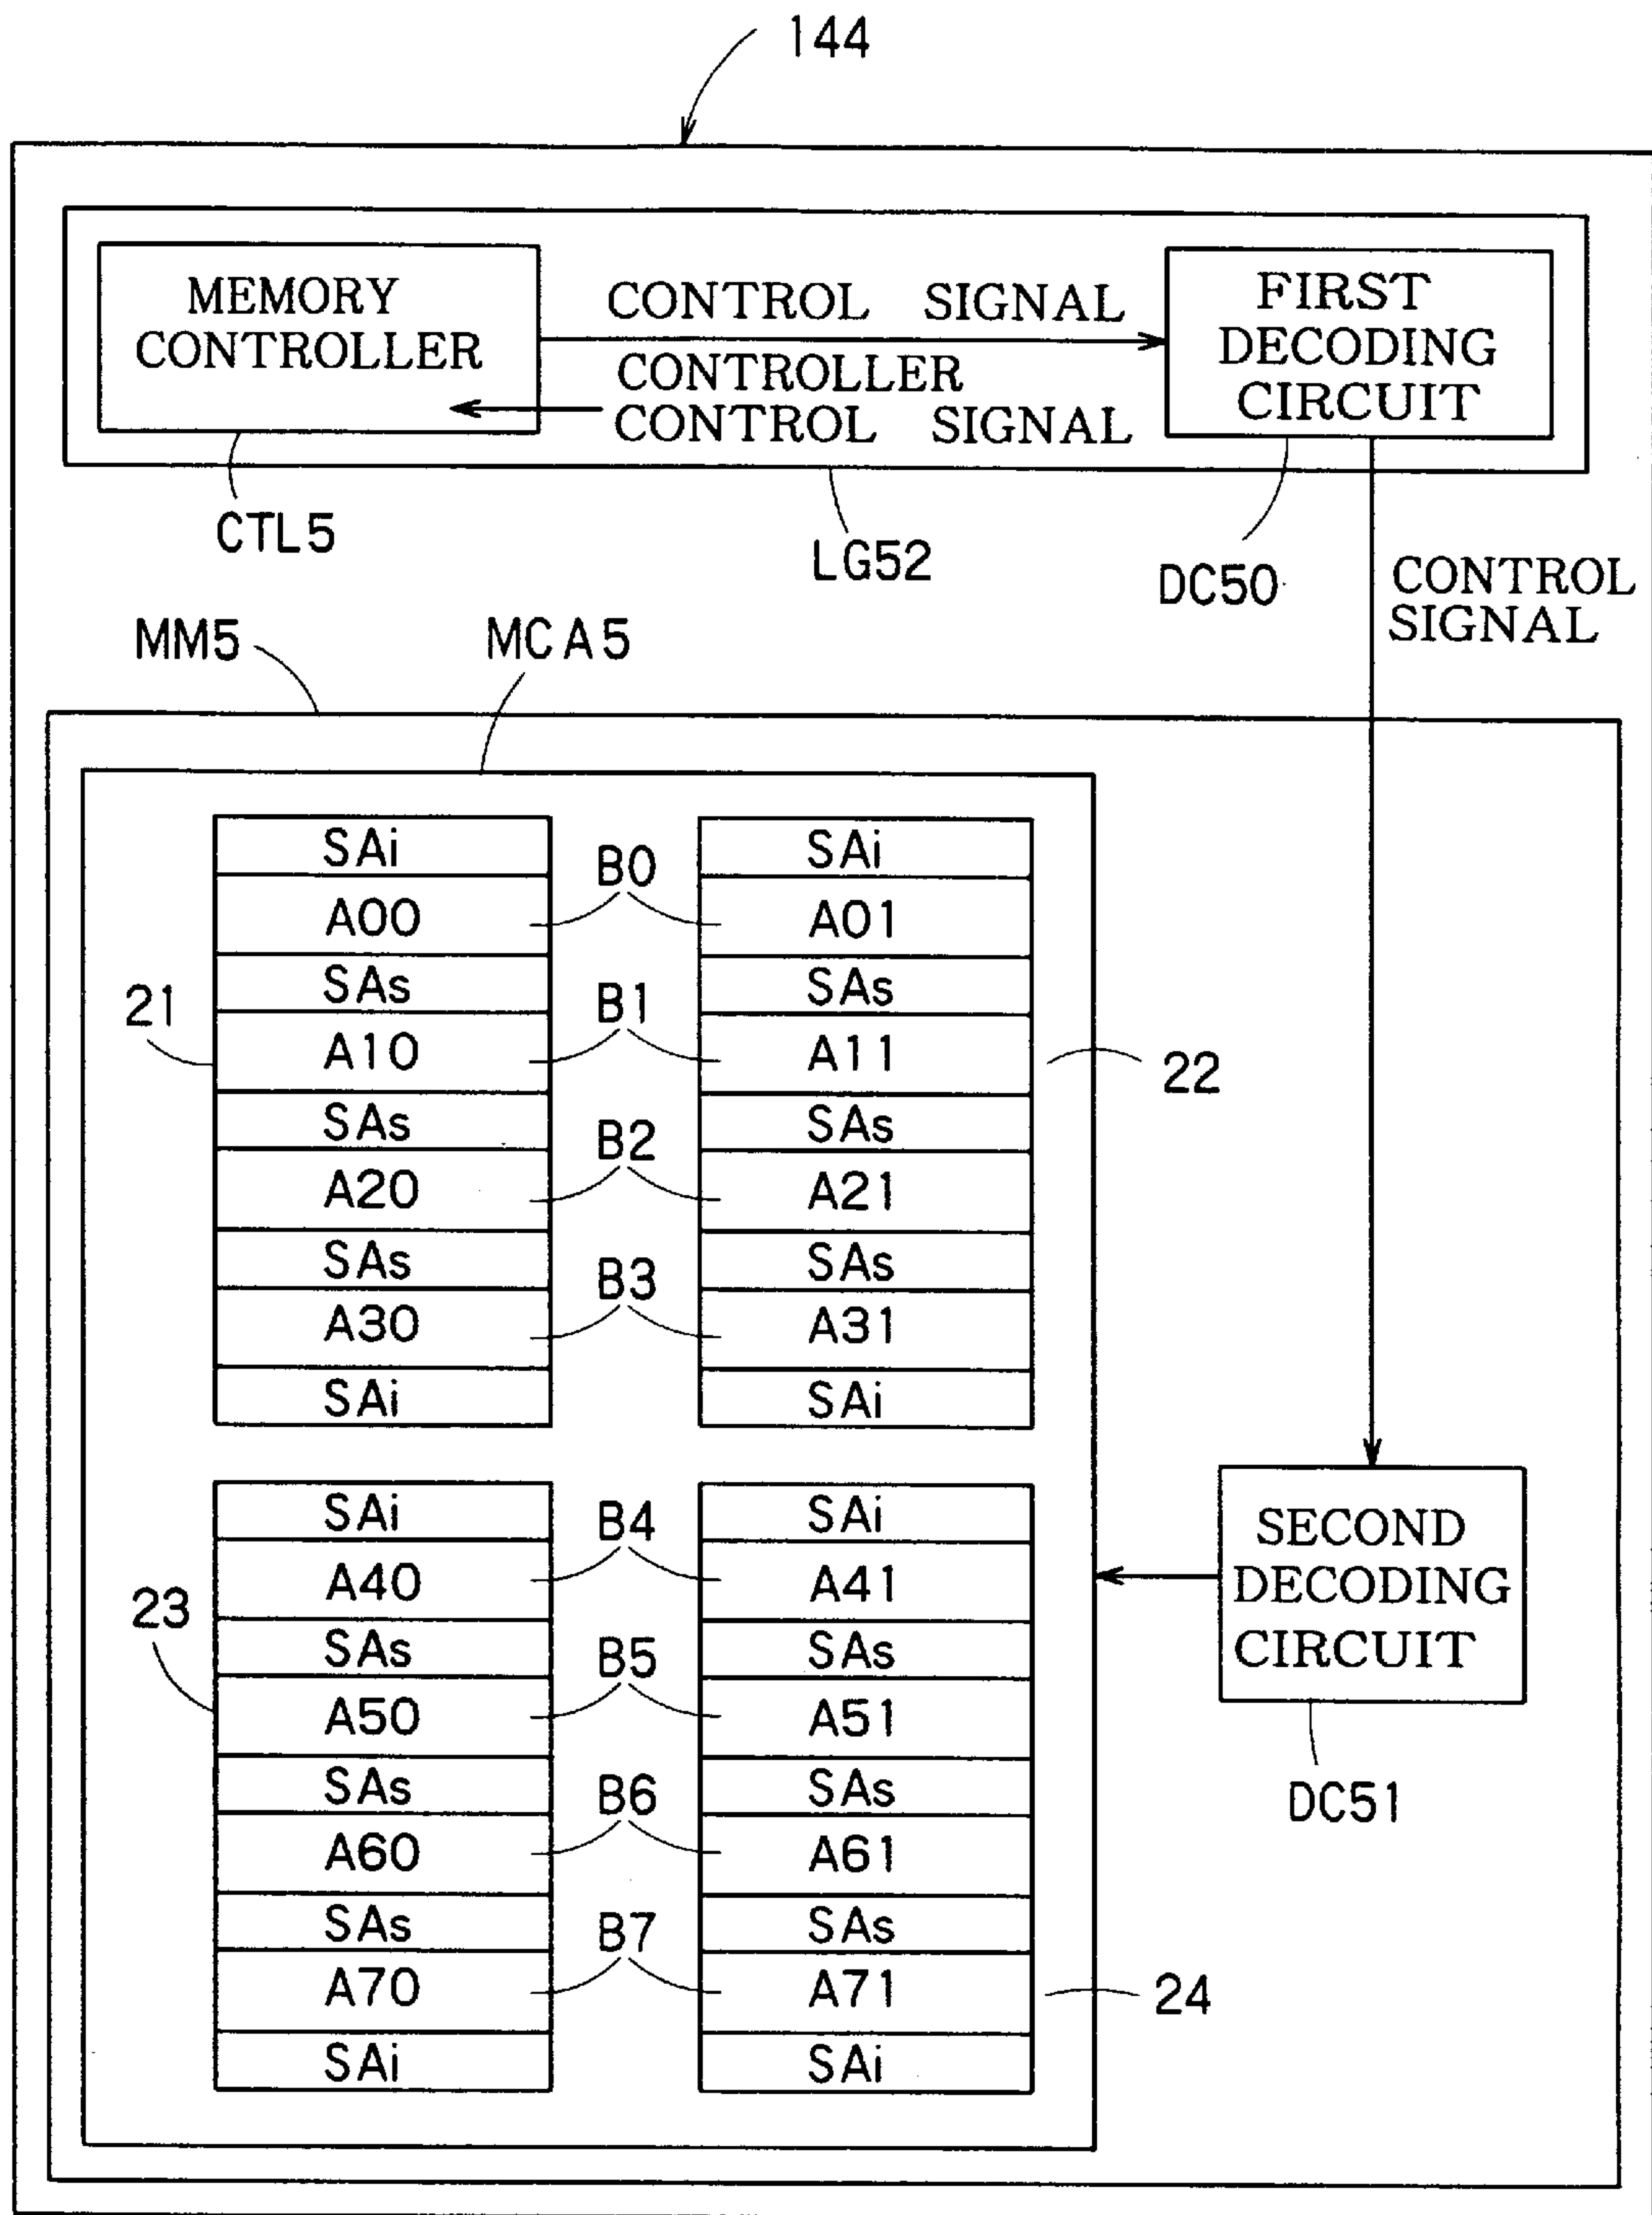 144
MEMORY
CONTROLLER
CONTROL SIGNAL
CONTROLLER
CONTROL SIGNAL
FIRST
DECODING
CIRCUIT
CTL5
LG52
DC50
CONTROL
SIGNAL
MM5
MCA5
SAi
A00
SAs
A10
SAs
A20
SAs
A30
SAi
21
B0
B1
B2
B3
SAi
A01
SAs
A11
SAs
A21
SAs
A31
SAi
22
SAi
A40
SAs
A50
SAs
A60
SAs
A70
SAi
23
B4
B5
B6
B7
SAi
A41
SAs
A51
SAs
A61
SAs
A71
SAi
24
SECOND
DECODING
CIRCUIT
DC51